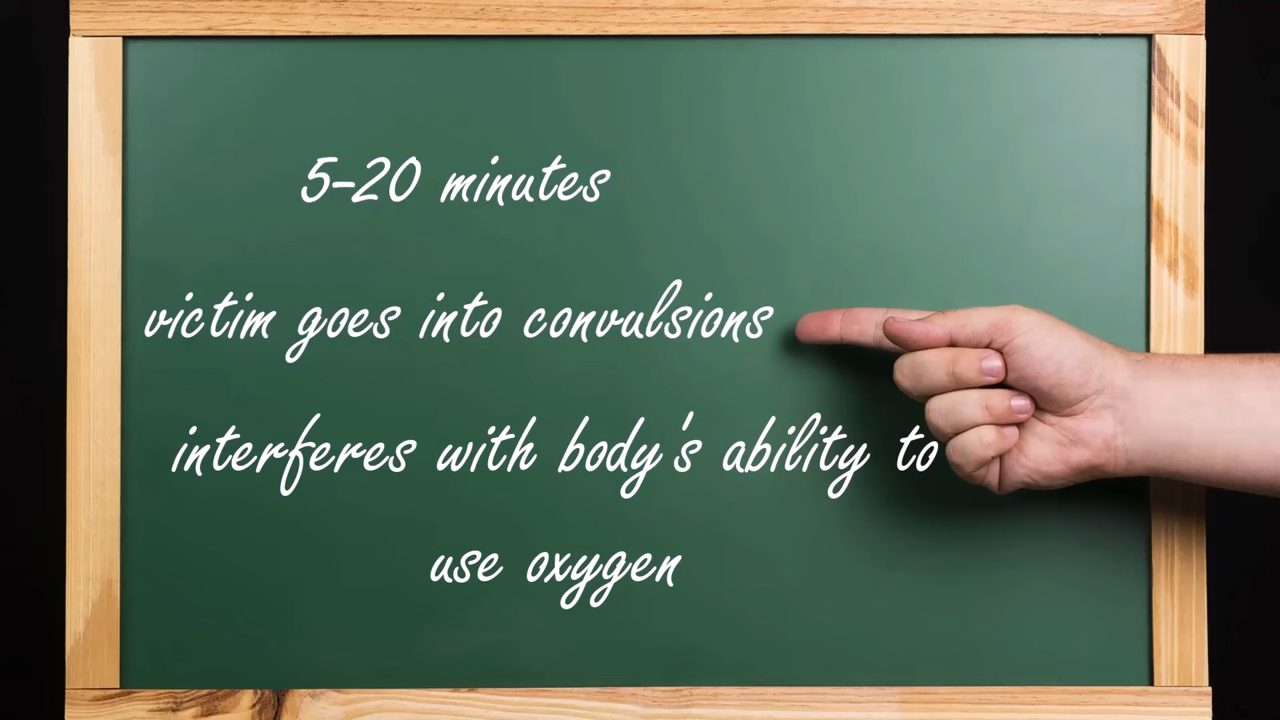 5-20 minutes
victim goes into convulsions
interferes with body's ability to
use oxygen